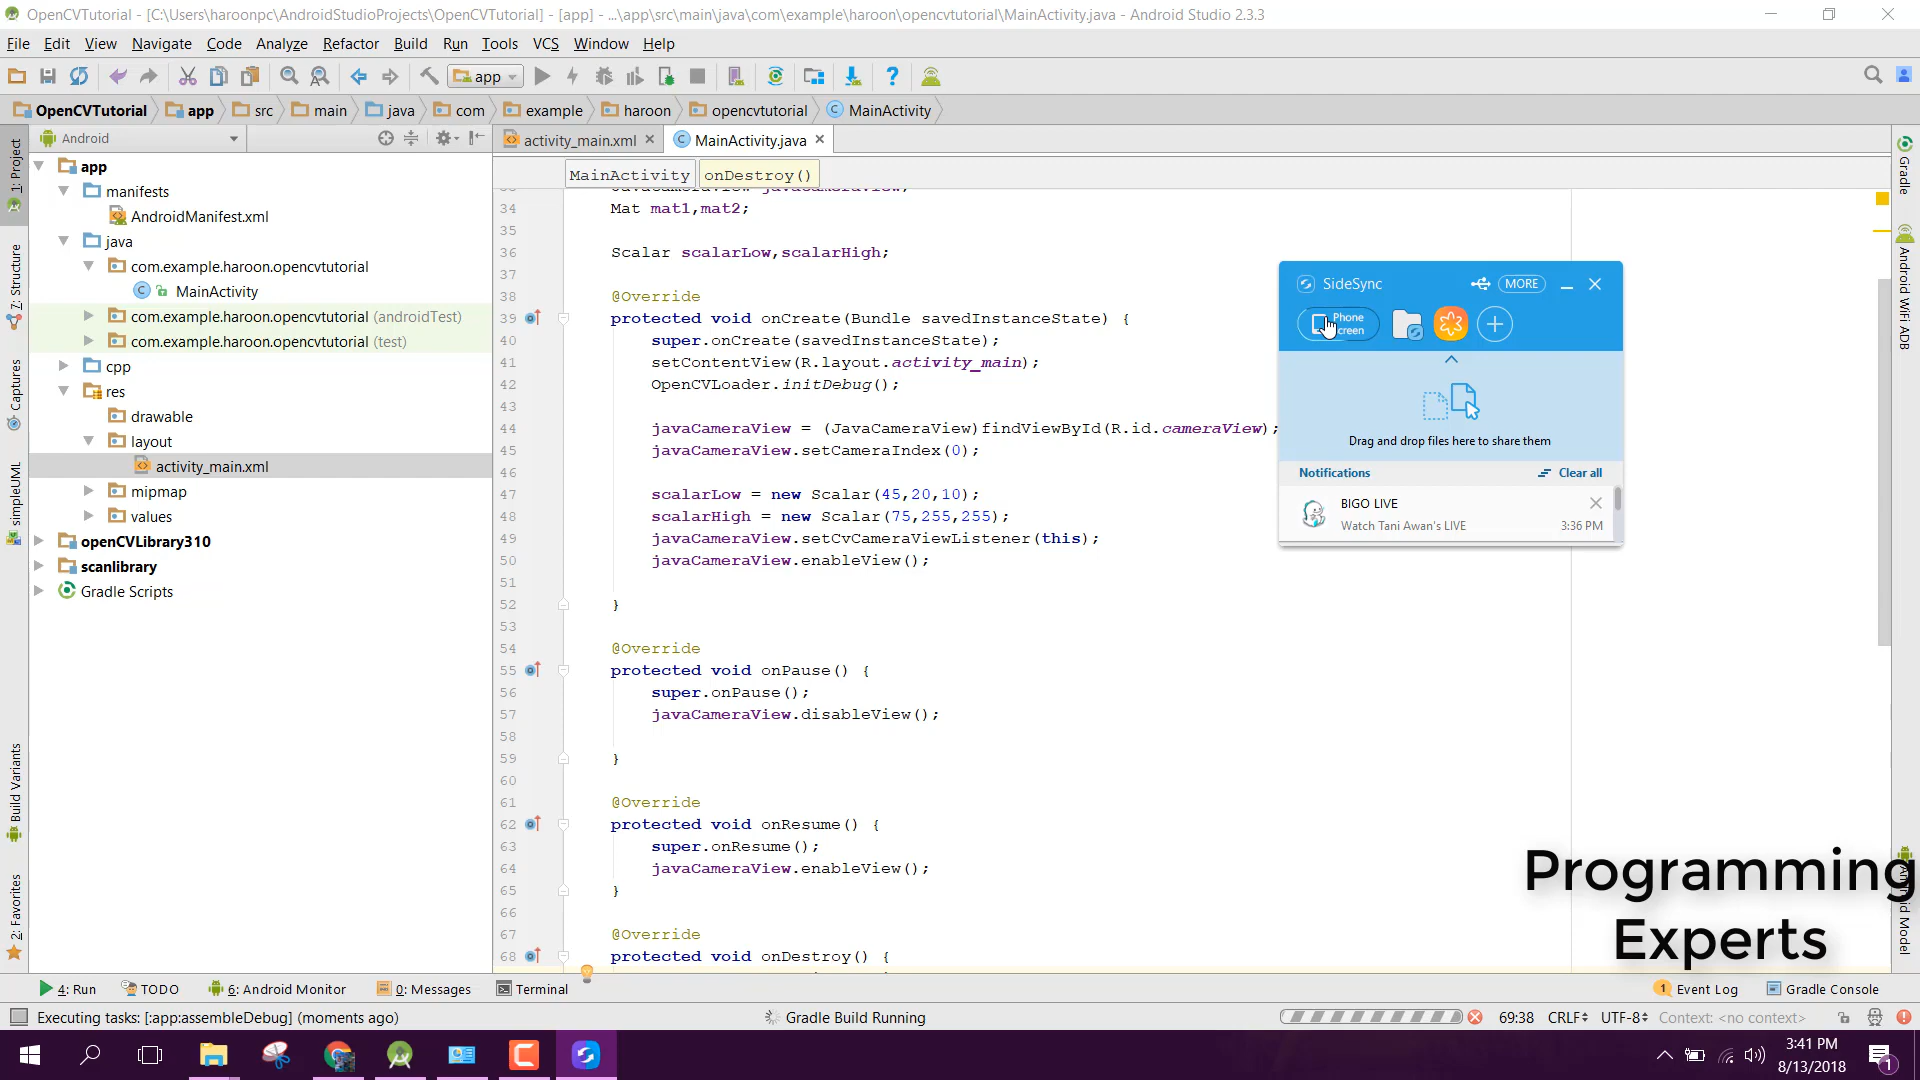 OpenCVTutorial - [C:\Users\haroonpc\AndroidStudioProjects\OpenCVTutorial] - [app] - ...\app\src\main\java\com\example\haroon\opencvtutorial\MainActivity.java - Android Studio 2.3.3
File Edit View Navigate Code Analyze Refactor Build Run Tools VCS Window Help
app
OpenCVTutorial app src main java com example haroon opencvtutorial MainActivity
Android
activity_main.xml MainActivity.java
MainActivity onDestroy()
1: Project
7: Structure
Captures
simpleUML
Build Variants
2: Favorites
app
manifests
AndroidManifest.xml
java
com.example.haroon.opencvtutorial
MainActivity
com.example.haroon.opencvtutorial (androidTest)
com.example.haroon.opencvtutorial (test)
cpp
res
drawable
layout
activity_main.xml
mipmap
values
openCVLibrary310
scanlibrary
Gradle Scripts
34 Mat mat1,mat2;
35
36 Scalar scalarLow,scalarHigh;
37
38 @Override
39 protected void onCreate(Bundle savedInstanceState) {
40 super.onCreate(savedInstanceState);
41 setContentView(R.layout.activity_main);
42 OpenCVLoader.initDebug();
43
44 javaCameraView = (JavaCameraView)findViewById(R.id.cameraView);
45 javaCameraView.setCameraIndex(0);
46
47 scalarLow = new Scalar(45,20,10);
48 scalarHigh = new Scalar(75,255,255);
49 javaCameraView.setCvCameraViewListener(this);
50 javaCameraView.enableView();
51
52 }
53
54 @Override
55 protected void onPause() {
56 super.onPause();
57 javaCameraView.disableView();
58
59 }
60
61 @Override
62 protected void onResume() {
63 super.onResume();
64 javaCameraView.enableView();
65 }
66
67 @Override
68 protected void onDestroy() {
SideSync MORE
Phone
Drag and drop files here to share them
Notifications Clear all
BIGO LIVE
Watch Tani Awan's LIVE 3:36 PM
Gradle
Android WiFi ADB
Android Model
Programming
Experts
4: Run TODO 6: Android Monitor 0: Messages Terminal 1 Event Log Gradle Console
Executing tasks: [:app:assembleDebug] (moments ago) Gradle Build Running 69:38 CRLF UTF-8 Context: <no context>
3:41 PM
8/13/2018
1